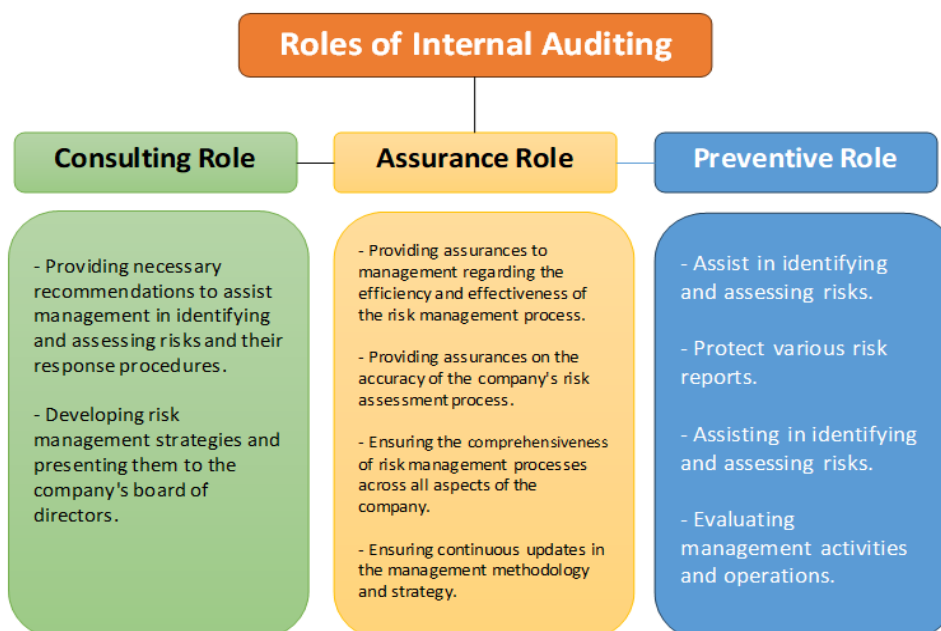 Roles of Internal Auditing
Consulting Role
- Providing necessary
recommendations to assist
management in identifying
and assessing risks and their
response procedures.
- Developing risk
management strategies and
presenting them to the
company's board of
directors.
Assurance Role
- Providing assurances to
management regarding the
efficiency and effectiveness of
the risk management process.
- Providing assurances on the
accuracy of the company's risk
assessment process.
- Ensuring the comprehensiveness
of risk management processes
across all aspects of the
company.
- Ensuring continuous updates in
the management methodology
and strategy.
Preventive Role
- Assist in identifying
and assessing risks.
- Protect various risk
reports.
- Assisting in identifying
and assessing risks.
- Evaluating
management activities
and operations.